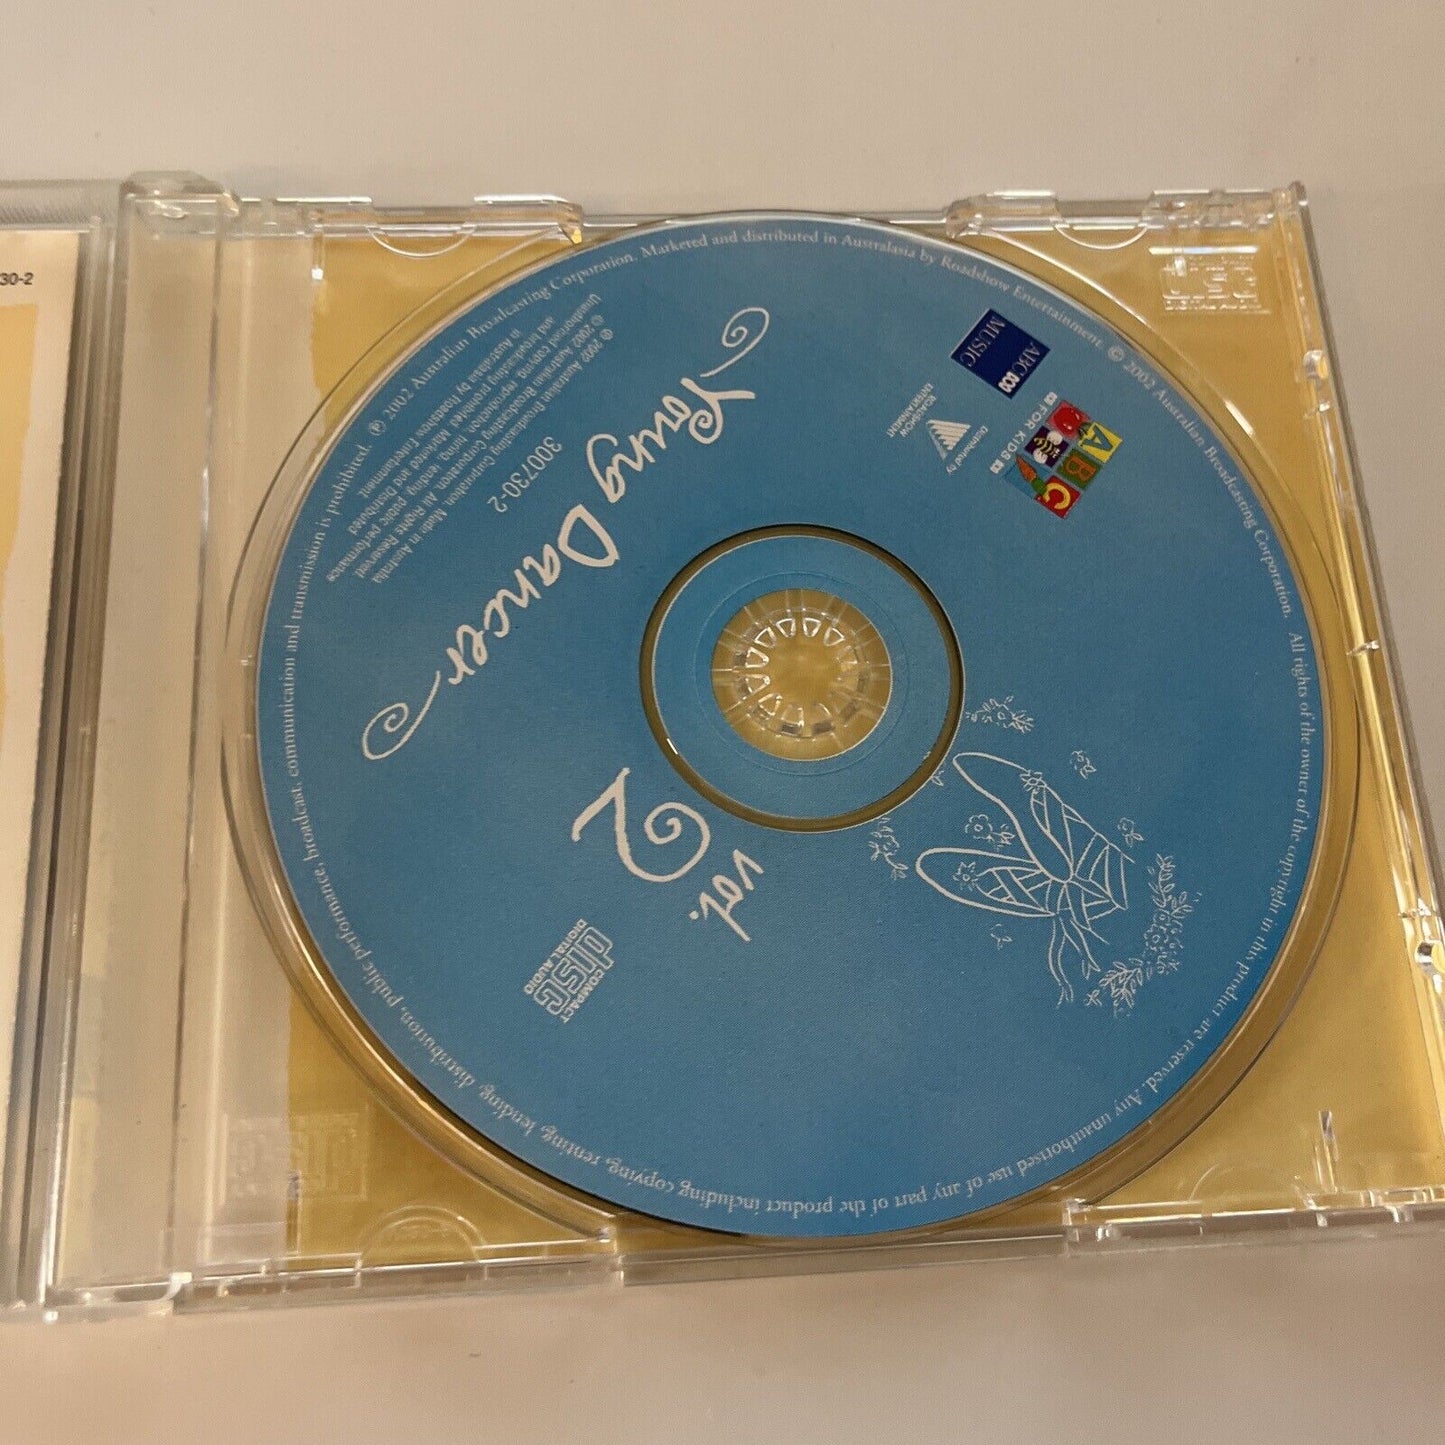 30-2
Young Dancer
vol.
2
300730-2
℗ 2002 Australian Broadcasting Corporation. Made in Australia
© 2002 Australian Broadcasting Corporation. All Rights Reserved
Unauthorised copying, reproduction, hiring, lending, public performance
and broadcasting prohibited. Marketed and Distributed
in Australasia by Roadshow Entertainment
ABC
MUSIC
ABC
FOR KIDS
Distributed by
ROADSHOW
ENTERTAINMENT
COMPACT
disc
DIGITAL AUDIO
℗ 2002 Australian Broadcasting Corporation. Marketed and distributed in Australasia by Roadshow Entertainment. © 2002 Australian Broadcasting Corporation. All rights of the owner of the copyright in this product are reserved. Any unauthorised use of any part of the product including copying, renting, lending, distribution, public performance, broadcast, communication and transmission is prohibited.